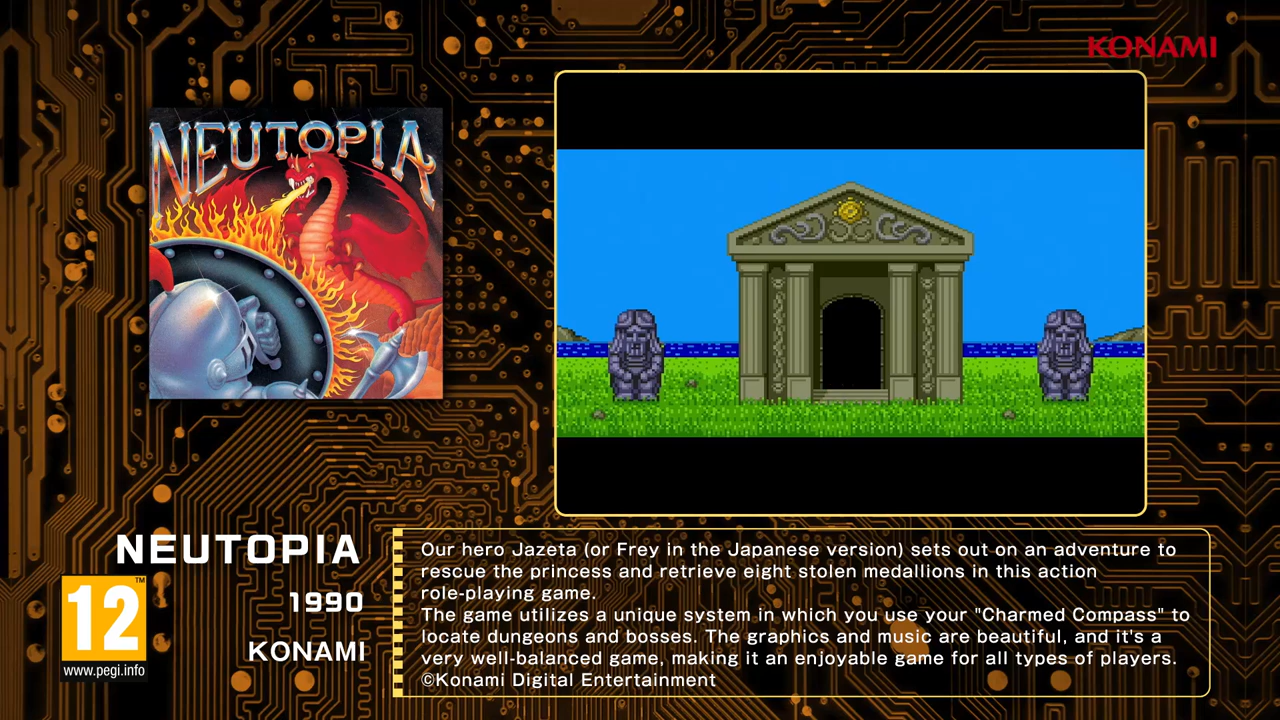 KONAMI
NEUTOPIA
NEUTOPIA
1990
KONAMI
12™
www.pegi.info
Our hero Jazeta (or Frey in the Japanese version) sets out on an adventure to
rescue the princess and retrieve eight stolen medallions in this action
role-playing game.
The game utilizes a unique system in which you use your "Charmed Compass" to
locate dungeons and bosses. The graphics and music are beautiful, and it's a
very well-balanced game, making it an enjoyable game for all types of players.
©Konami Digital Entertainment